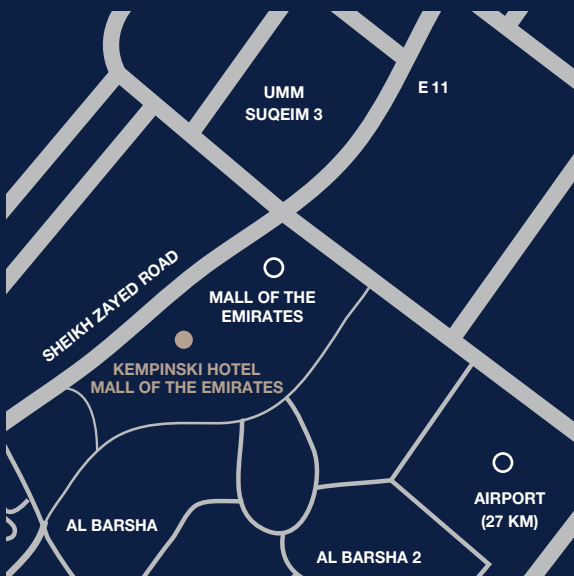 UMM
SUQEIM 3
E 11
SHEIKH ZAYED ROAD
MALL OF THE
EMIRATES
KEMPINSKI HOTEL
MALL OF THE EMIRATES
AIRPORT
(27 KM)
AL BARSHA
AL BARSHA 2